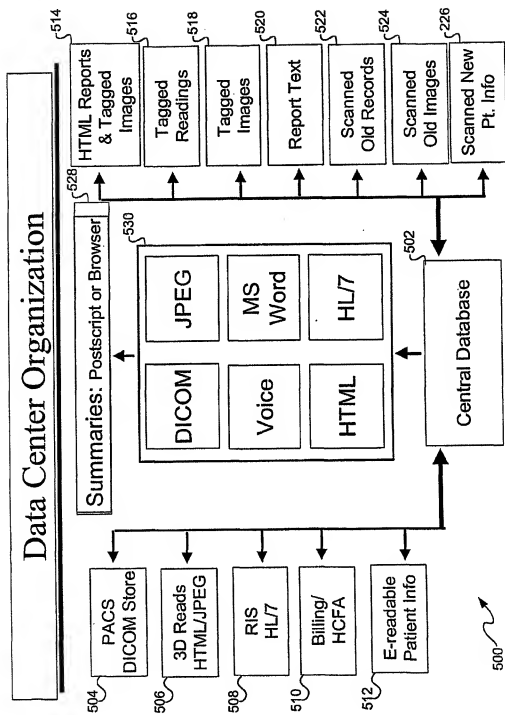 Data Center Organization
504
PACS
DICOM Store
506
3D Reads
HTML/JPEG
508
RIS
HL/7
510
Billing/
HCFA
512
E-readable
Patient Info
500
Summaries: Postscript or Browser
528
530
DICOM
JPEG
Voice
MS
Word
HTML
HL/7
502
Central Database
514
HTML Reports
& Tagged
Images
516
Tagged
Readings
518
Tagged
Images
520
Report Text
522
Scanned
Old Records
524
Scanned
Old Images
226
Scanned New
Pt. Info